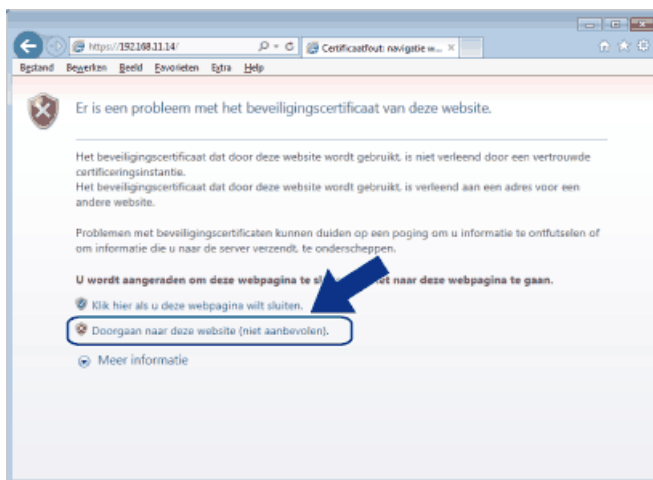 https://192.168.11.14/
Certificaatfout: navigatie w...
Bestand Bewerken Beeld Favorieten Extra Help
Er is een probleem met het beveiligingscertificaat van deze website.
Het beveiligingscertificaat dat door deze website wordt gebruikt, is niet verleend door een vertrouwde
certificeringsinstantie.
Het beveiligingscertificaat dat door deze website wordt gebruikt, is verleend aan een adres voor een
andere website.
Problemen met beveiligingscertificaten kunnen duiden op een poging om u informatie te ontfutselen of
om informatie die u naar de server verzendt, te onderscheppen.
U wordt aangeraden om deze webpagina te naar deze webpagina te gaan.
Klik hier als u deze webpagina wilt sluiten.
Doorgaan naar deze website (niet aanbevolen).
Meer informatie